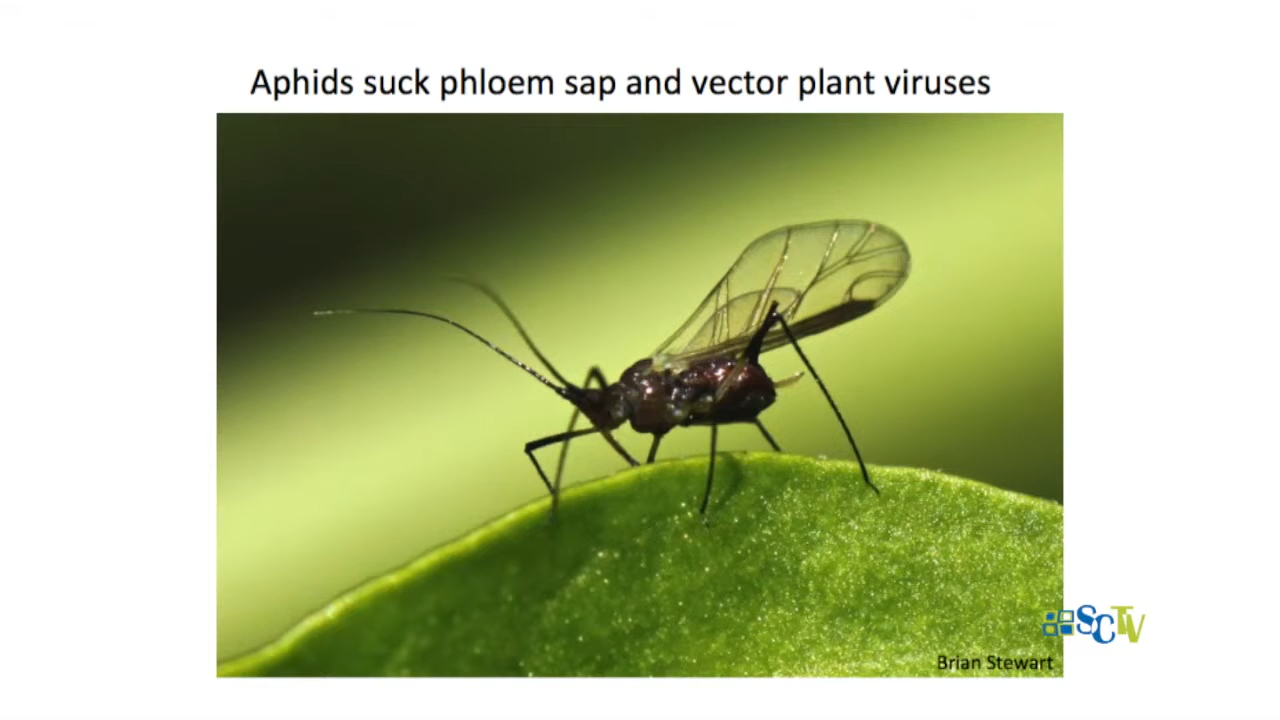 Aphids suck phloem sap and vector plant viruses
SCTV
Brian Stewart